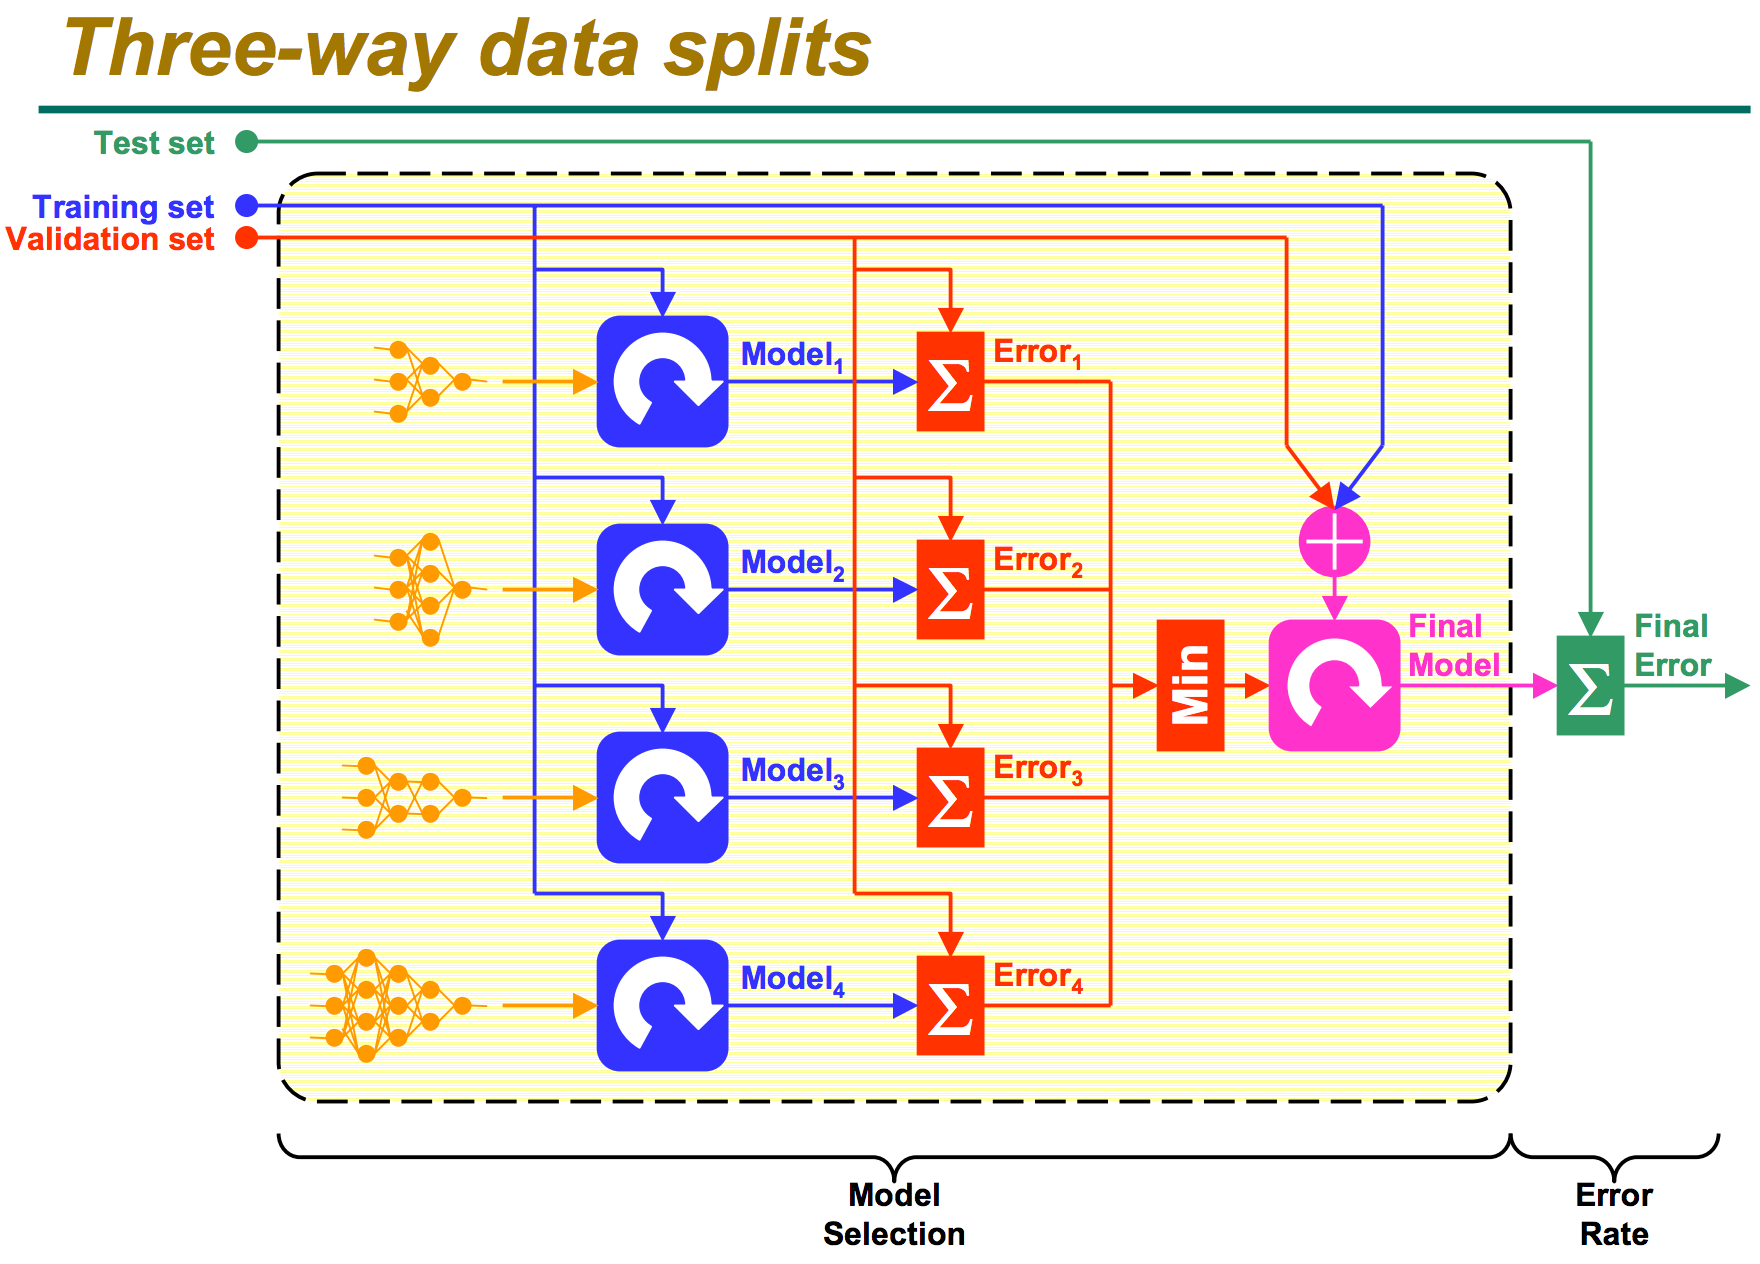 Three-way data splits
Test set
Training set
Validation set
Model1
Error1
Model2
Error2
Final
Model
Final
Error
Min
Model3
Error3
Model4
Error4
Σ
Σ
Σ
Σ
Σ
Model
Selection
Error
Rate